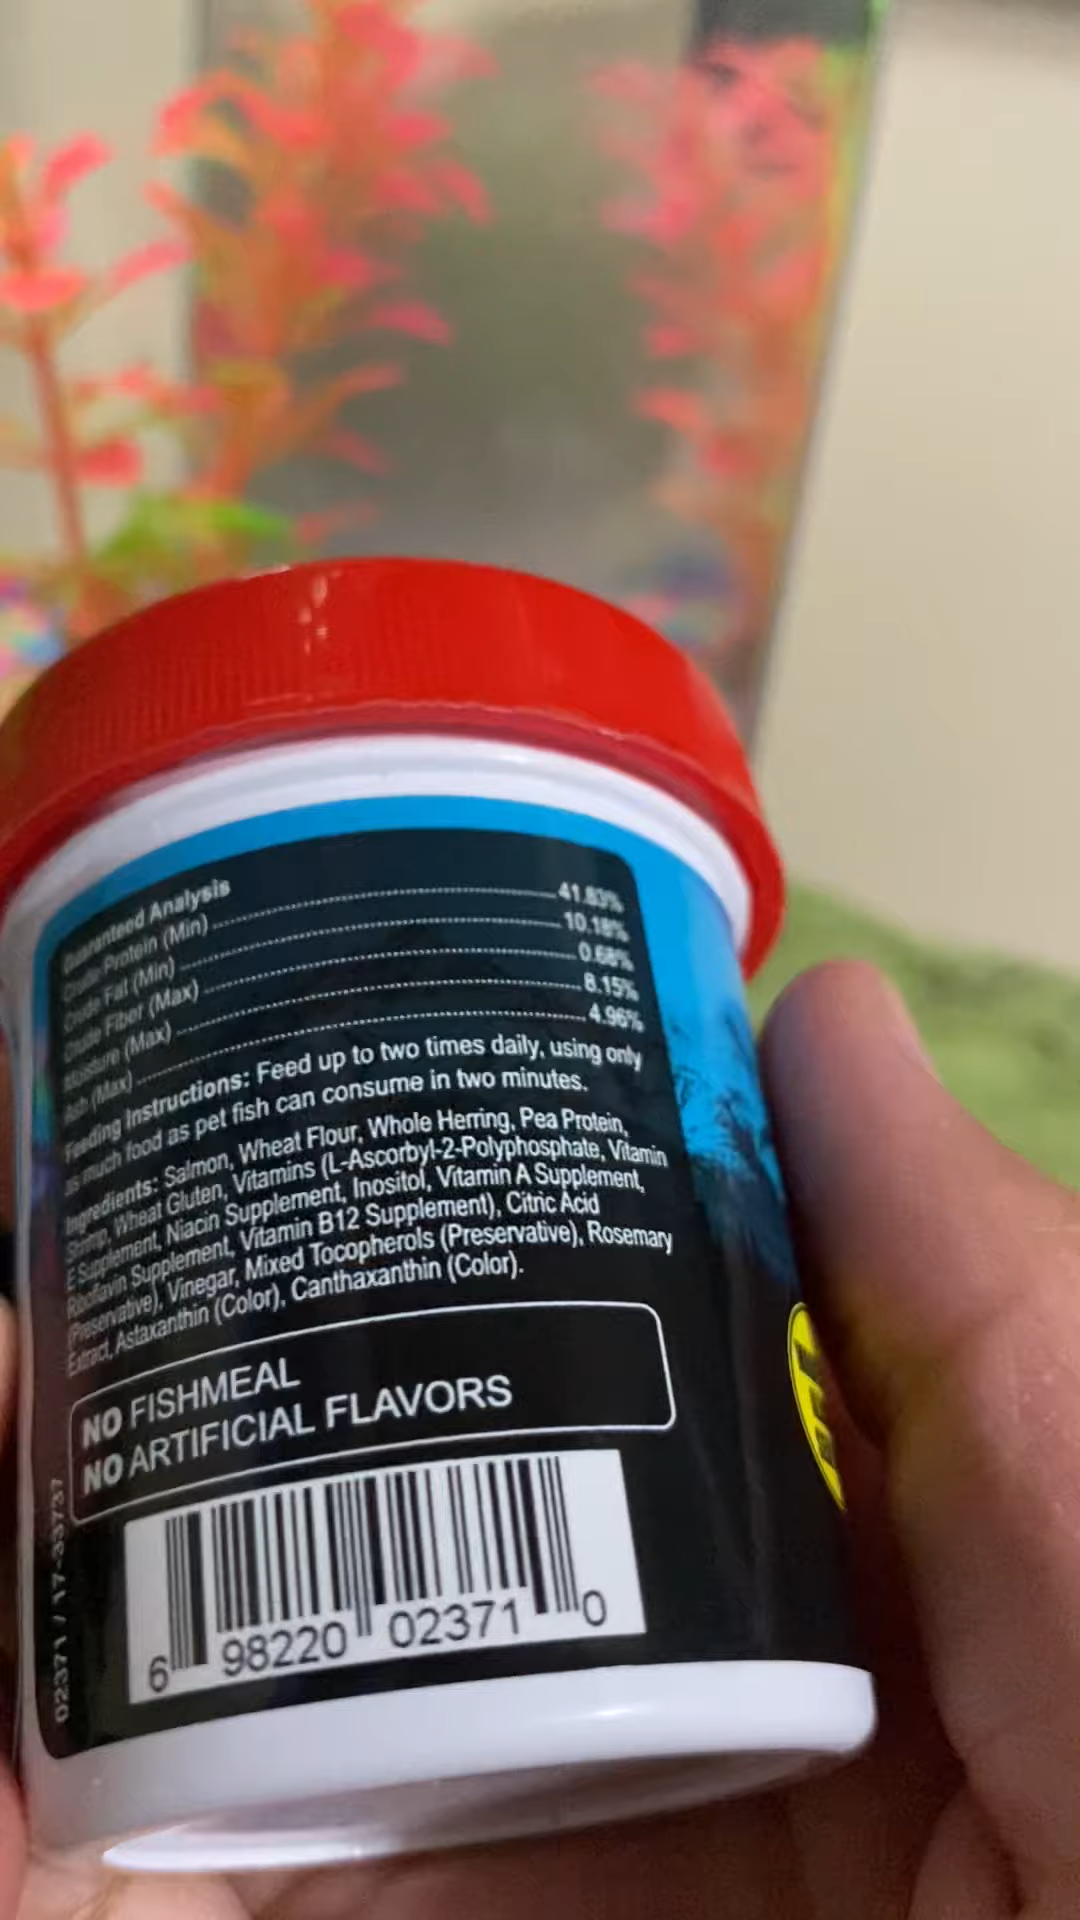 Guaranteed Analysis
Crude Protein (Min) 41.83%
Crude Fat (Min) 10.18%
Crude Fiber (Max) 0.68%
Moisture (Max) 8.15%
Ash (Max) 4.96%
Feeding Instructions: Feed up to two times daily, using only
as much food as pet fish can consume in two minutes.
Ingredients: Salmon, Wheat Flour, Whole Herring, Pea Protein,
Shrimp, Wheat Gluten, Vitamins (L-Ascorbyl-2-Polyphosphate, Vitamin
E Supplement, Niacin Supplement, Inositol, Vitamin A Supplement,
Riboflavin Supplement, Vitamin B12 Supplement), Citric Acid
(Preservative), Vinegar, Mixed Tocopherols (Preservative), Rosemary
Extract, Astaxanthin (Color), Canthaxanthin (Color).
NO FISHMEAL
NO ARTIFICIAL FLAVORS
02371 / 17-33737
6 98220 02371 0